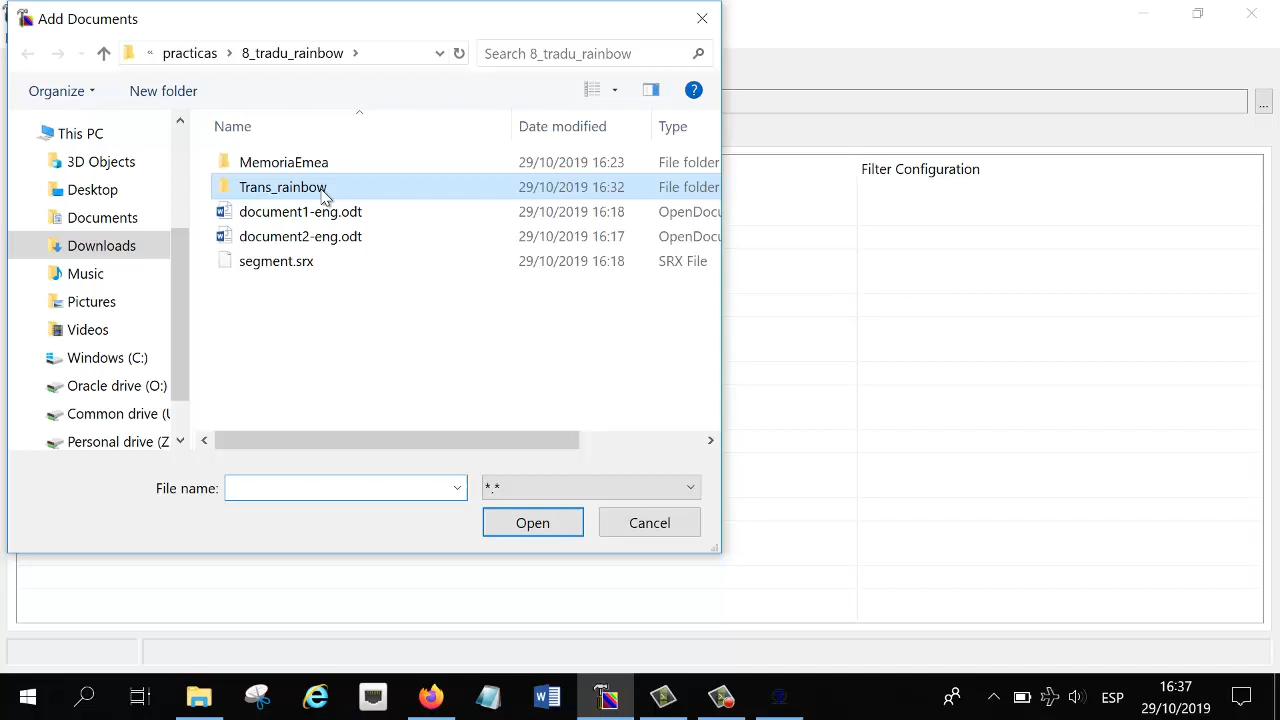 Add Documents
« practicas > 8_tradu_rainbow >
Search 8_tradu_rainbow
Organize
New folder
Name
Date modified
Type
Filter Configuration
This PC
3D Objects
Desktop
Documents
Downloads
Music
Pictures
Videos
Windows (C:)
Oracle drive (O:)
Common drive (
Personal drive (Z
MemoriaEmea 29/10/2019 16:23 File folder
Trans_rainbow 29/10/2019 16:32 File folder
document1-eng.odt 29/10/2019 16:18 OpenDocu
document2-eng.odt 29/10/2019 16:17 OpenDocu
segment.srx 29/10/2019 16:18 SRX File
File name:
*.*
Open
Cancel
...
ESP
16:37
29/10/2019